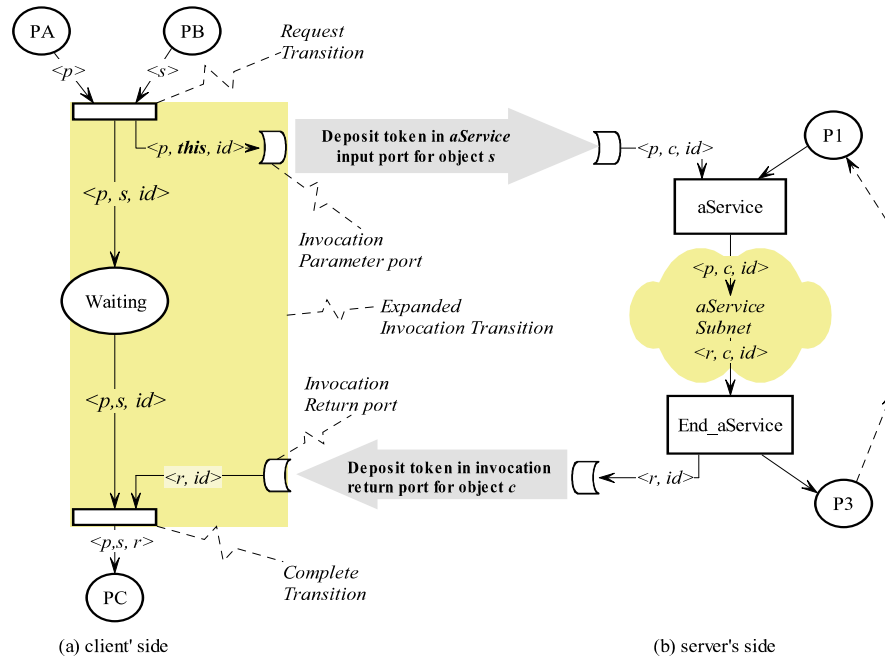 PA
PB
Request
Transition
<p>
<s>
<p, this, id>
Deposit token in aService
input port for object s
<p, c, id>
P1
<p, s, id>
aService
Invocation
Parameter port
<p, c, id>
Waiting
Expanded
Invocation Transition
aService
Subnet
<r, c, id>
Invocation
Return port
<p,s, id>
End_aService
<r, id>
Deposit token in invocation
return port for object c
<r, id>
P3
<p,s, r>
Complete
Transition
PC
(a) client' side
(b) server's side